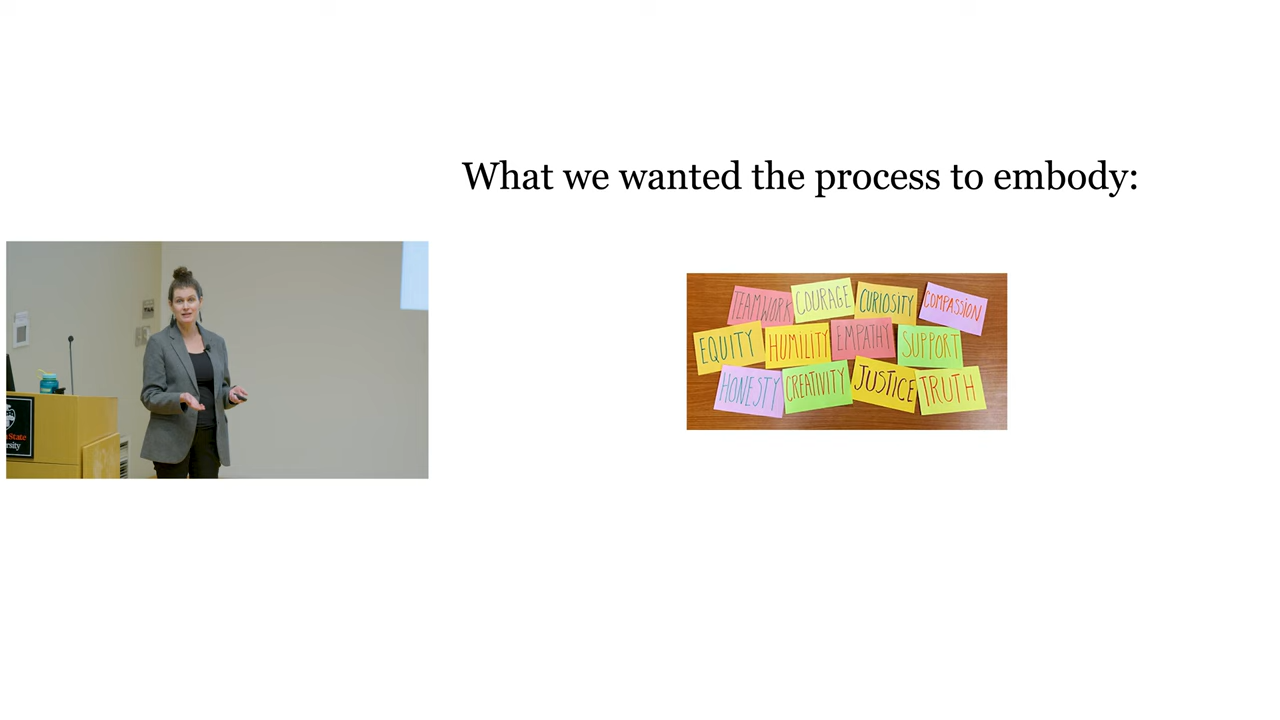 What we wanted the process to embody:
TEAMWORK COURAGE CURIOSITY COMPASSION
EQUITY HUMILITY EMPATHY SUPPORT
HONESTY CREATIVITY JUSTICE TRUTH
State